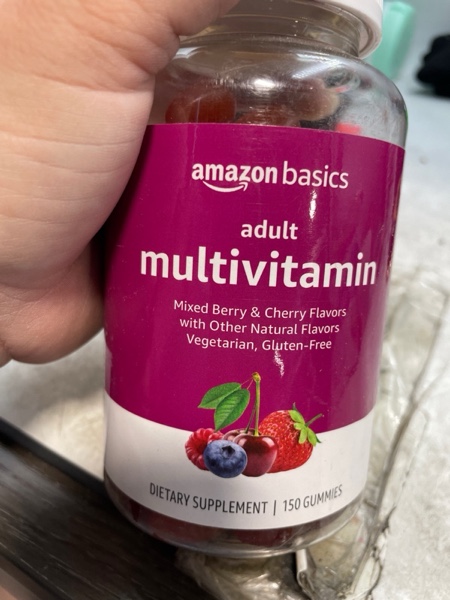 amazon basics
adult
multivitamin
Mixed Berry & Cherry Flavors
with Other Natural Flavors
Vegetarian, Gluten-Free
DIETARY SUPPLEMENT | 150 GUMMIES